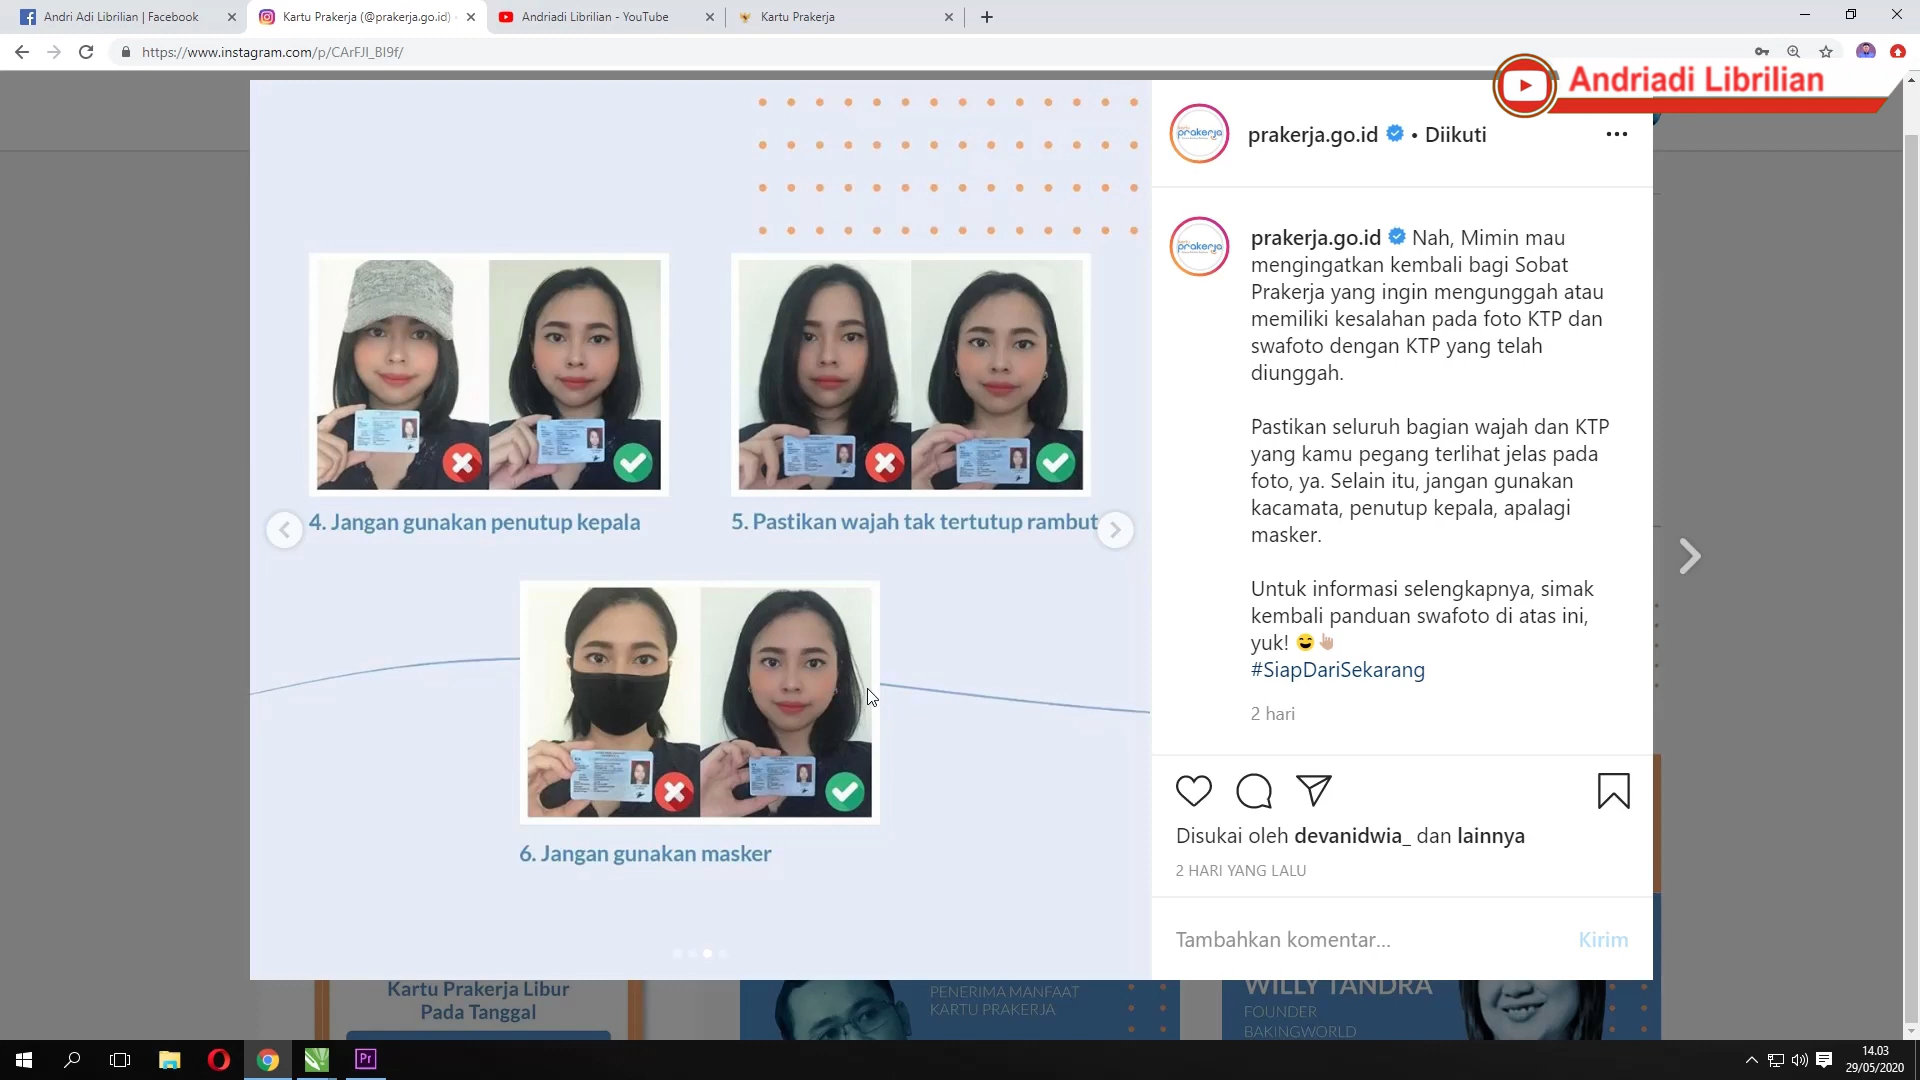 Andri Adi Librilian | Facebook
Kartu Prakerja (@prakerja.go.id)
Andriadi Librilian - YouTube
Kartu Prakerja
https://www.instagram.com/p/CArFJI_BI9f/
Andriadi Librilian
prakerja.go.id • Diikuti
4. Jangan gunakan penutup kepala
5. Pastikan wajah tak tertutup rambut
6. Jangan gunakan masker
prakerja
prakerja.go.id Nah, Mimin mau
mengingatkan kembali bagi Sobat
Prakerja yang ingin mengunggah atau
memiliki kesalahan pada foto KTP dan
swafoto dengan KTP yang telah
diunggah.
Pastikan seluruh bagian wajah dan KTP
yang kamu pegang terlihat jelas pada
foto, ya. Selain itu, jangan gunakan
kacamata, penutup kepala, apalagi
masker.
Untuk informasi selengkapnya, simak
kembali panduan swafoto di atas ini,
yuk! 😄👆🏼
#SiapDariSekarang
2 hari
Disukai oleh devanidwia_ dan lainnya
2 HARI YANG LALU
Tambahkan komentar...
Kirim
Kartu Prakerja Libur
Pada Tanggal
PENERIMA MANFAAT
KARTU PRAKERJA
WILLY TANDRA
FOUNDER
BAKINGWORLD
Pr
14.03
29/05/2020